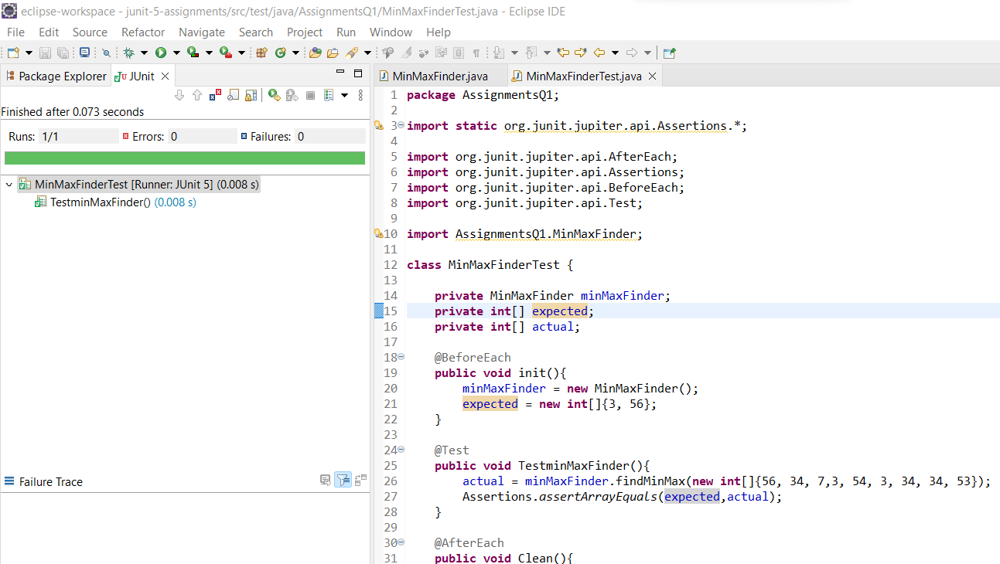 eclipse-workspace - junit-5-assignments/src/test/java/AssignmentsQ1/MinMaxFinderTest.java - Eclipse IDE
File Edit Source Refactor Navigate Search Project Run Window Help
Package Explorer JUnit
Finished after 0.073 seconds
Runs: 1/1 Errors: 0 Failures: 0
MinMaxFinderTest [Runner: JUnit 5] (0.008 s)
TestminMaxFinder() (0.008 s)
Failure Trace
MinMaxFinder.java MinMaxFinderTest.java
1 package AssignmentsQ1;
2
3 import static org.junit.jupiter.api.Assertions.*;
4
5 import org.junit.jupiter.api.AfterEach;
6 import org.junit.jupiter.api.Assertions;
7 import org.junit.jupiter.api.BeforeEach;
8 import org.junit.jupiter.api.Test;
9
10 import AssignmentsQ1.MinMaxFinder;
11
12 class MinMaxFinderTest {
13
14 private MinMaxFinder minMaxFinder;
15 private int[] expected;
16 private int[] actual;
17
18 @BeforeEach
19 public void init(){
20 minMaxFinder = new MinMaxFinder();
21 expected = new int[]{3, 56};
22 }
23
24 @Test
25 public void TestminMaxFinder(){
26 actual = minMaxFinder.findMinMax(new int[]{56, 34, 7,3, 54, 3, 34, 34, 53});
27 Assertions.assertArrayEquals(expected,actual);
28 }
29
30 @AfterEach
31 public void Clean(){